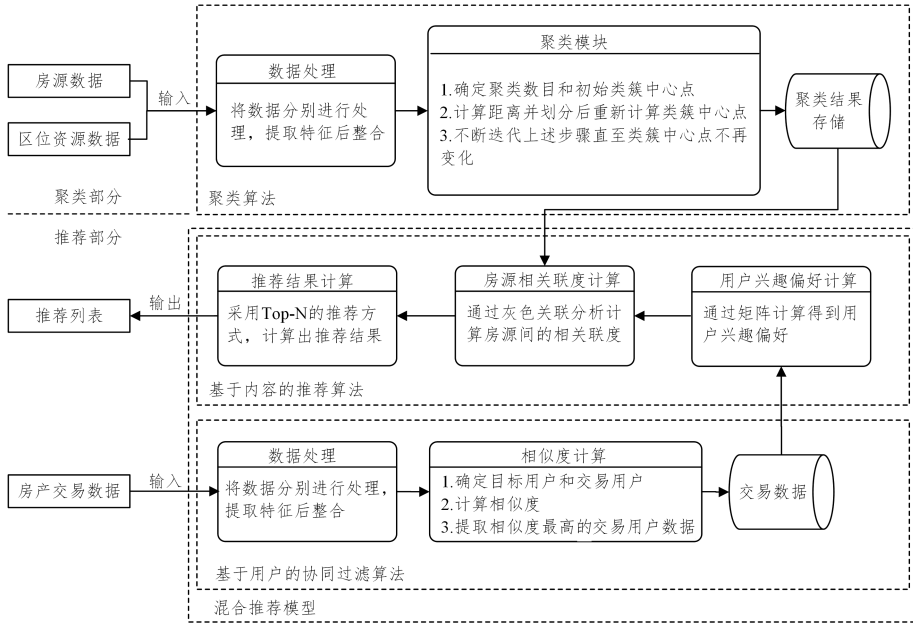 房源数据
区位资源数据
输入
数据处理
将数据分别进行处
理，提取特征后整合
聚类模块
1.确定聚类数目和初始类簇中心点
2.计算距离并划分后重新计算类簇中心点
3.不断迭代上述步骤直至类簇中心点不再
变化
聚类结果
存储
聚类部分
聚类算法
推荐部分
推荐列表
输出
推荐结果计算
采用Top-N的推荐方
式，计算出推荐结果
房源相关联度计算
通过灰色关联分析计
算房源间的相关联度
用户兴趣偏好计算
通过矩阵计算得到用
户兴趣偏好
基于内容的推荐算法
房产交易数据
输入
数据处理
将数据分别进行处理，
提取特征后整合
相似度计算
1.确定目标用户和交易用户
2.计算相似度
3.提取相似度最高的交易用户数据
交易数据
基于用户的协同过滤算法
混合推荐模型